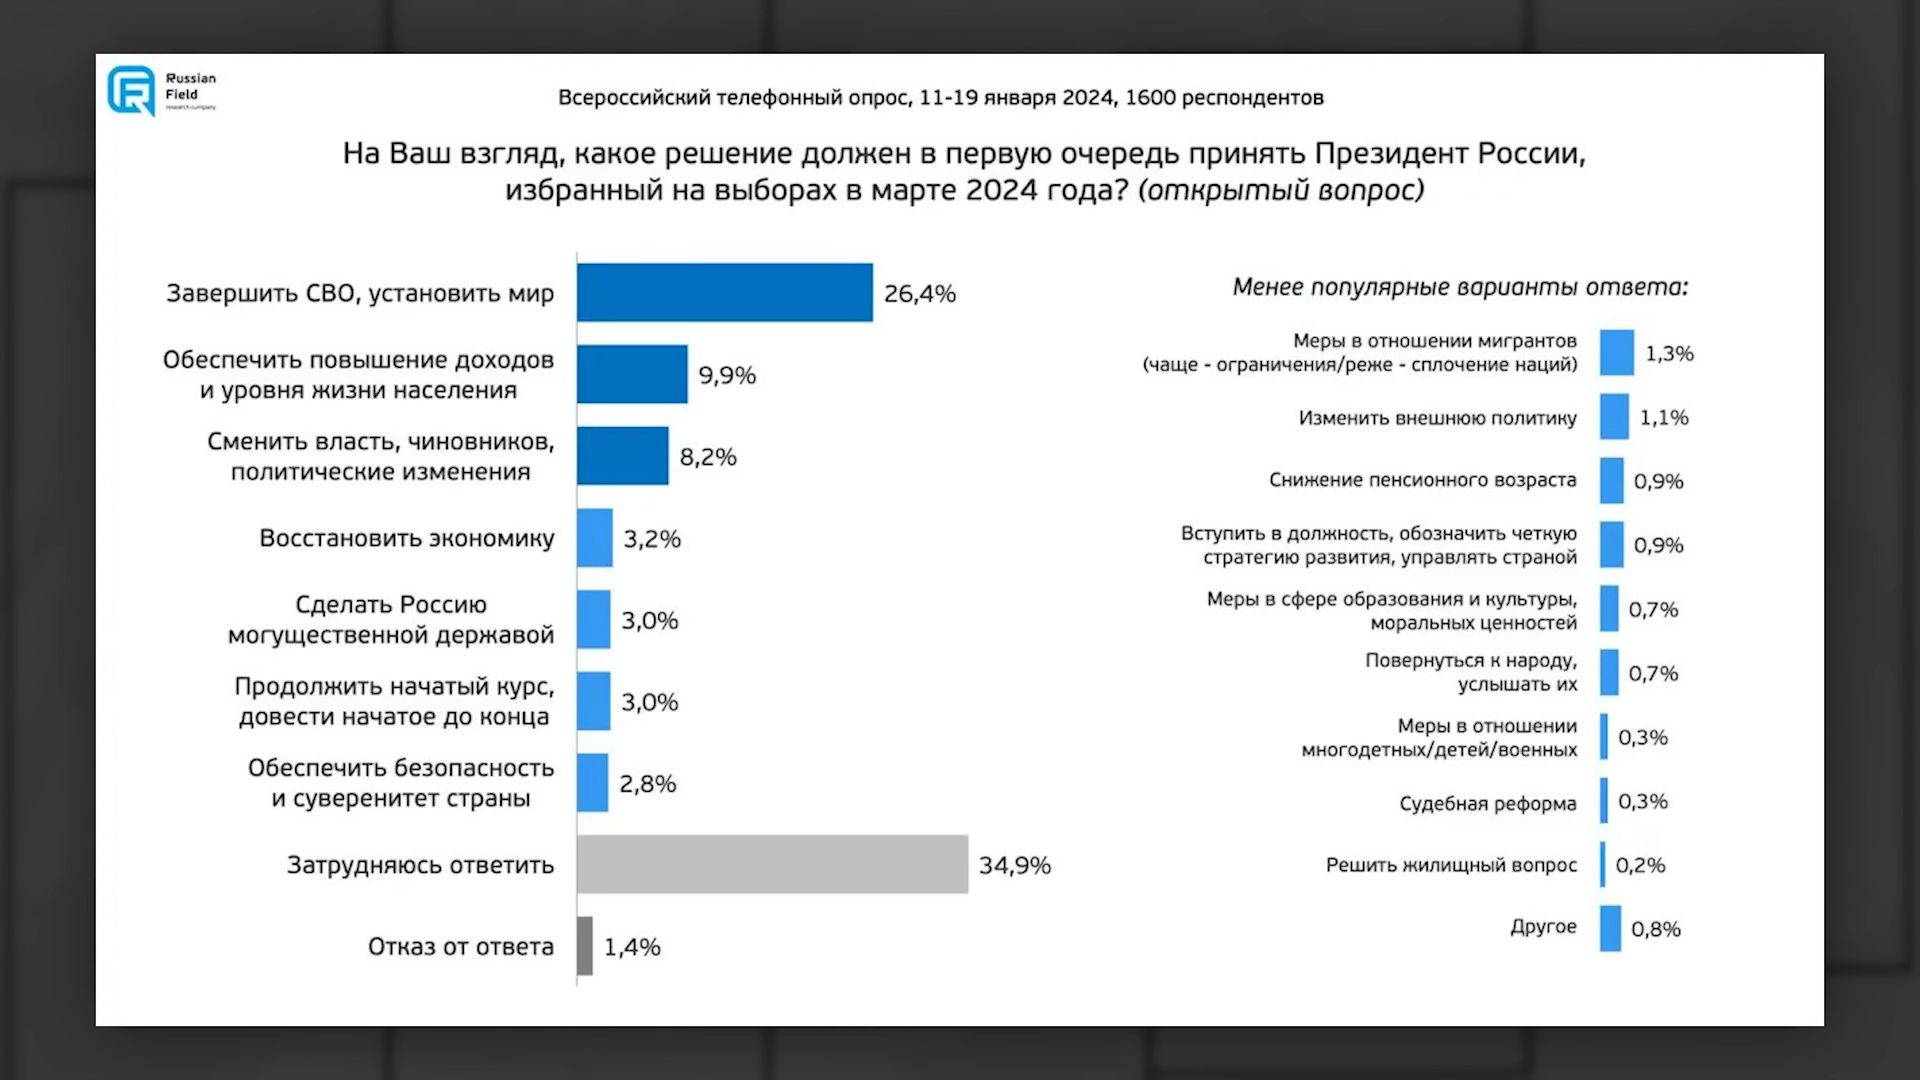 Russian
Field
research company
Всероссийский телефонный опрос, 11-19 января 2024, 1600 респондентов
На Ваш взгляд, какое решение должен в первую очередь принять Президент России,
избранный на выборах в марте 2024 года? (открытый вопрос)
Завершить СВО, установить мир
26,4%
Обеспечить повышение доходов
и уровня жизни населения
9,9%
Сменить власть, чиновников,
политические изменения
8,2%
Восстановить экономику
3,2%
Сделать Россию
могущественной державой
3,0%
Продолжить начатый курс,
довести начатое до конца
3,0%
Обеспечить безопасность
и суверенитет страны
2,8%
Затрудняюсь ответить
34,9%
Отказ от ответа
1,4%
Менее популярные варианты ответа:
Меры в отношении мигрантов
(чаще - ограничения/реже - сплочение наций)
1,3%
Изменить внешнюю политику
1,1%
Снижение пенсионного возраста
0,9%
Вступить в должность, обозначить четкую
стратегию развития, управлять страной
0,9%
Меры в сфере образования и культуры,
моральных ценностей
0,7%
Повернуться к народу,
услышать их
0,7%
Меры в отношении
многодетных/детей/военных
0,3%
Судебная реформа
0,3%
Решить жилищный вопрос
0,2%
Другое
0,8%